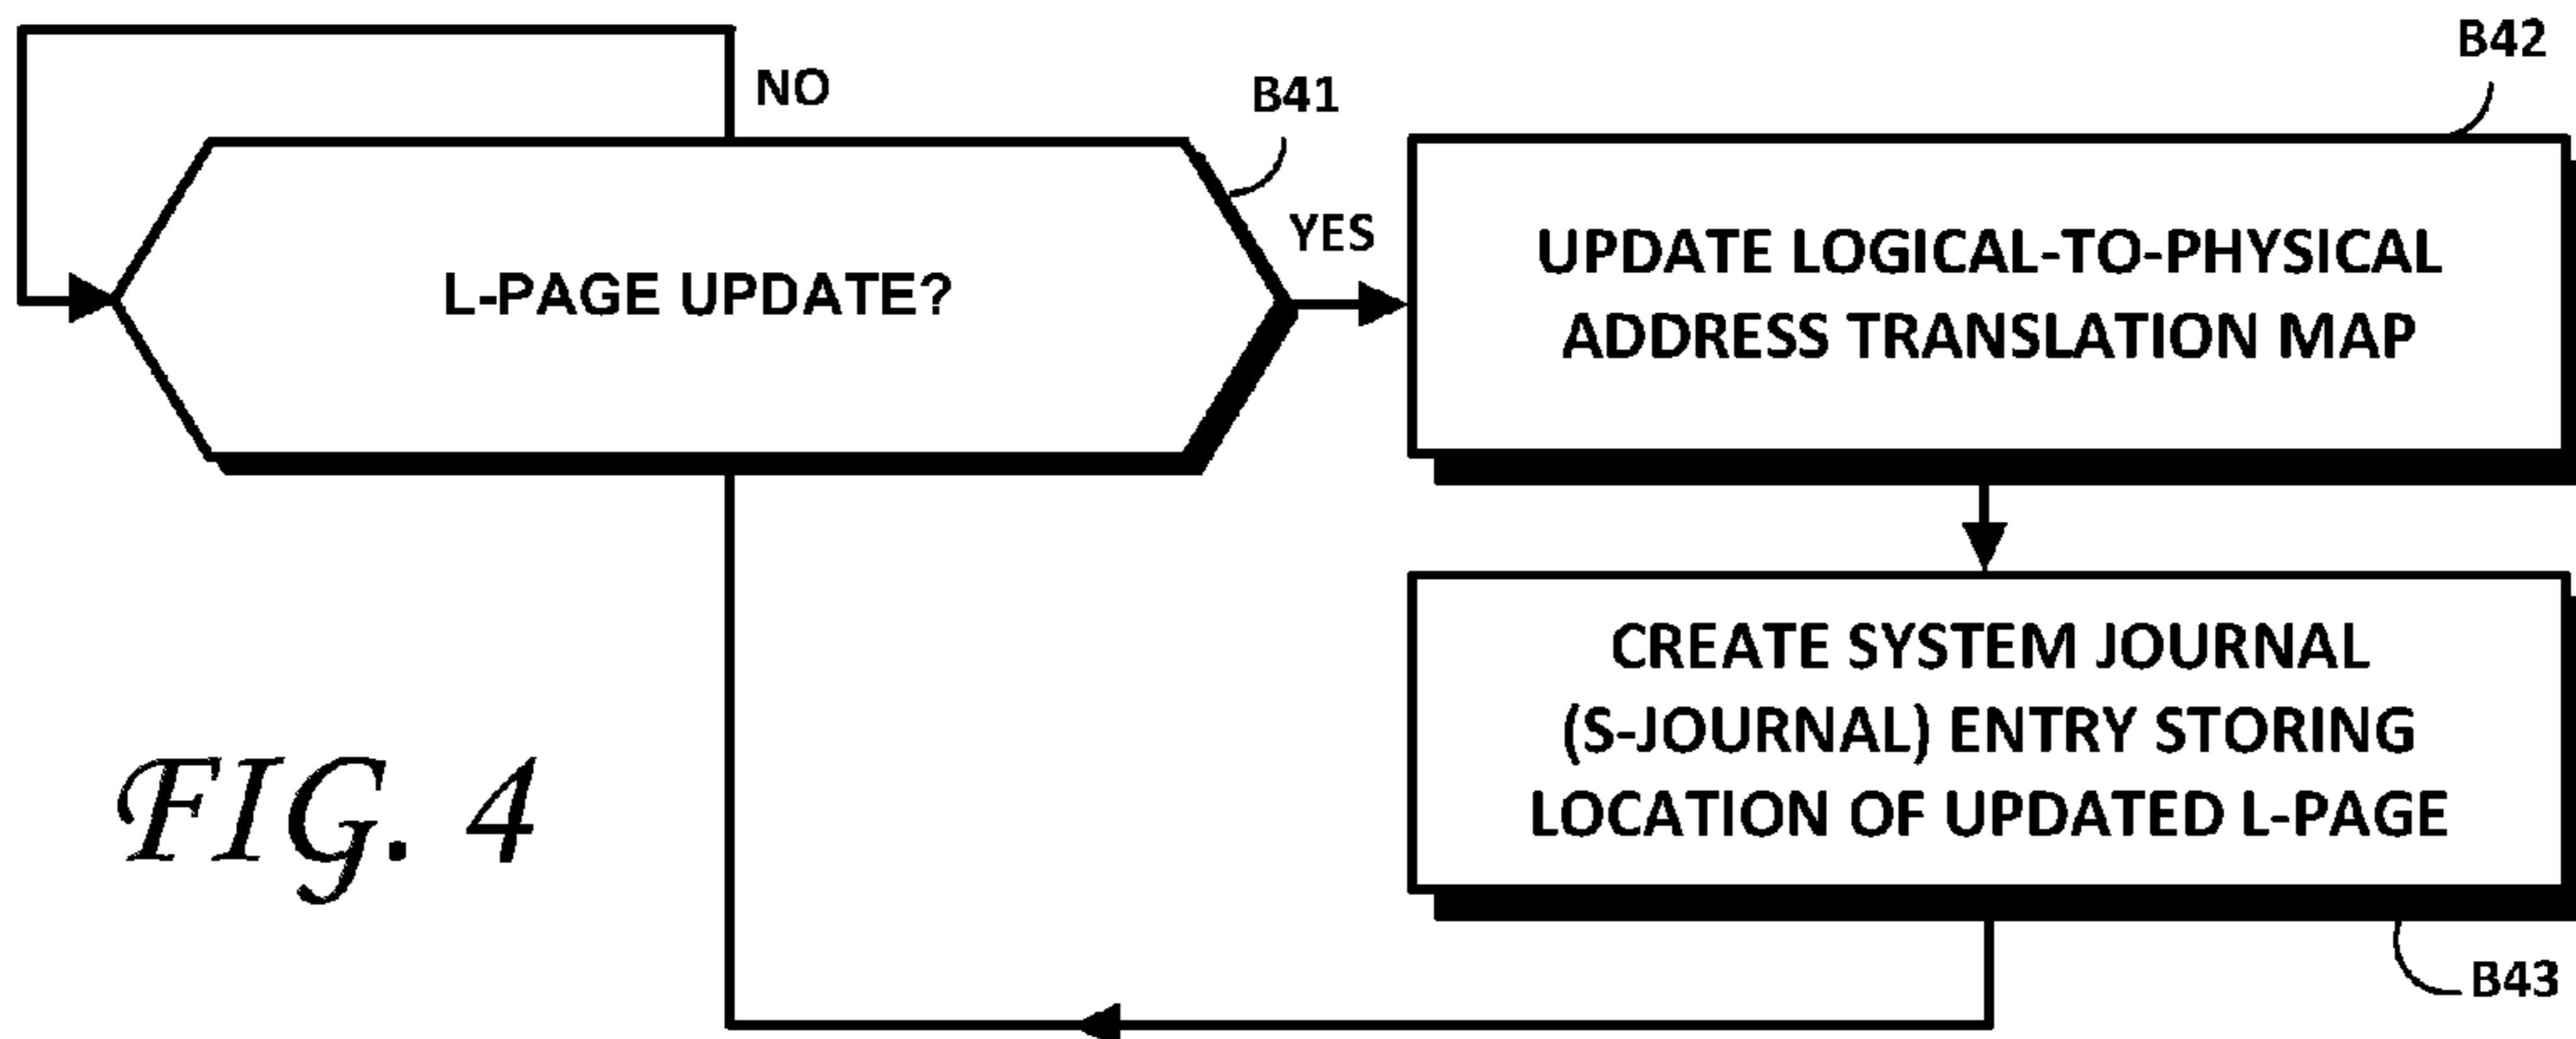 NO
B41
B42
L-PAGE UPDATE?
YES
UPDATE LOGICAL-TO-PHYSICAL
ADDRESS TRANSLATION MAP
CREATE SYSTEM JOURNAL
(S-JOURNAL) ENTRY STORING
LOCATION OF UPDATED L-PAGE
B43
FIG. 4